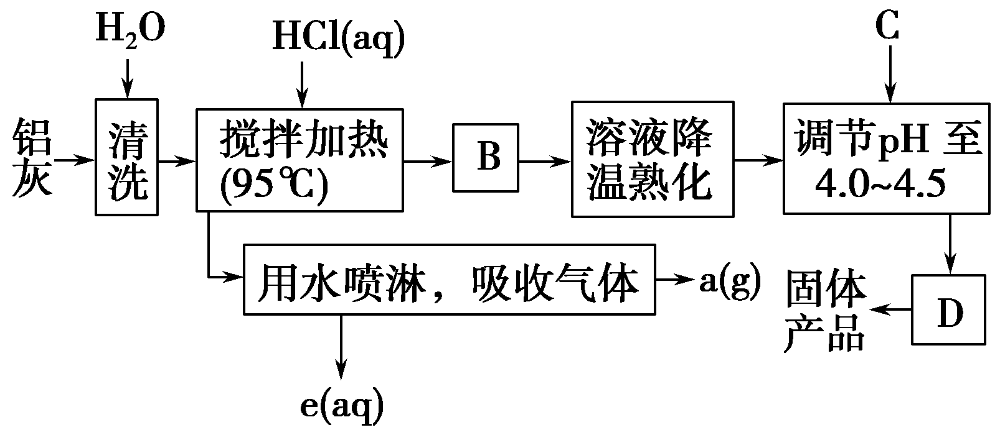 H₂O
HCl(aq)
C
铝
灰
清
洗
搅拌加热
(95℃)
B
溶液降
温熟化
调节pH 至
4.0~4.5
用水喷淋，吸收气体
a(g)
固体
产品
D
e(aq)